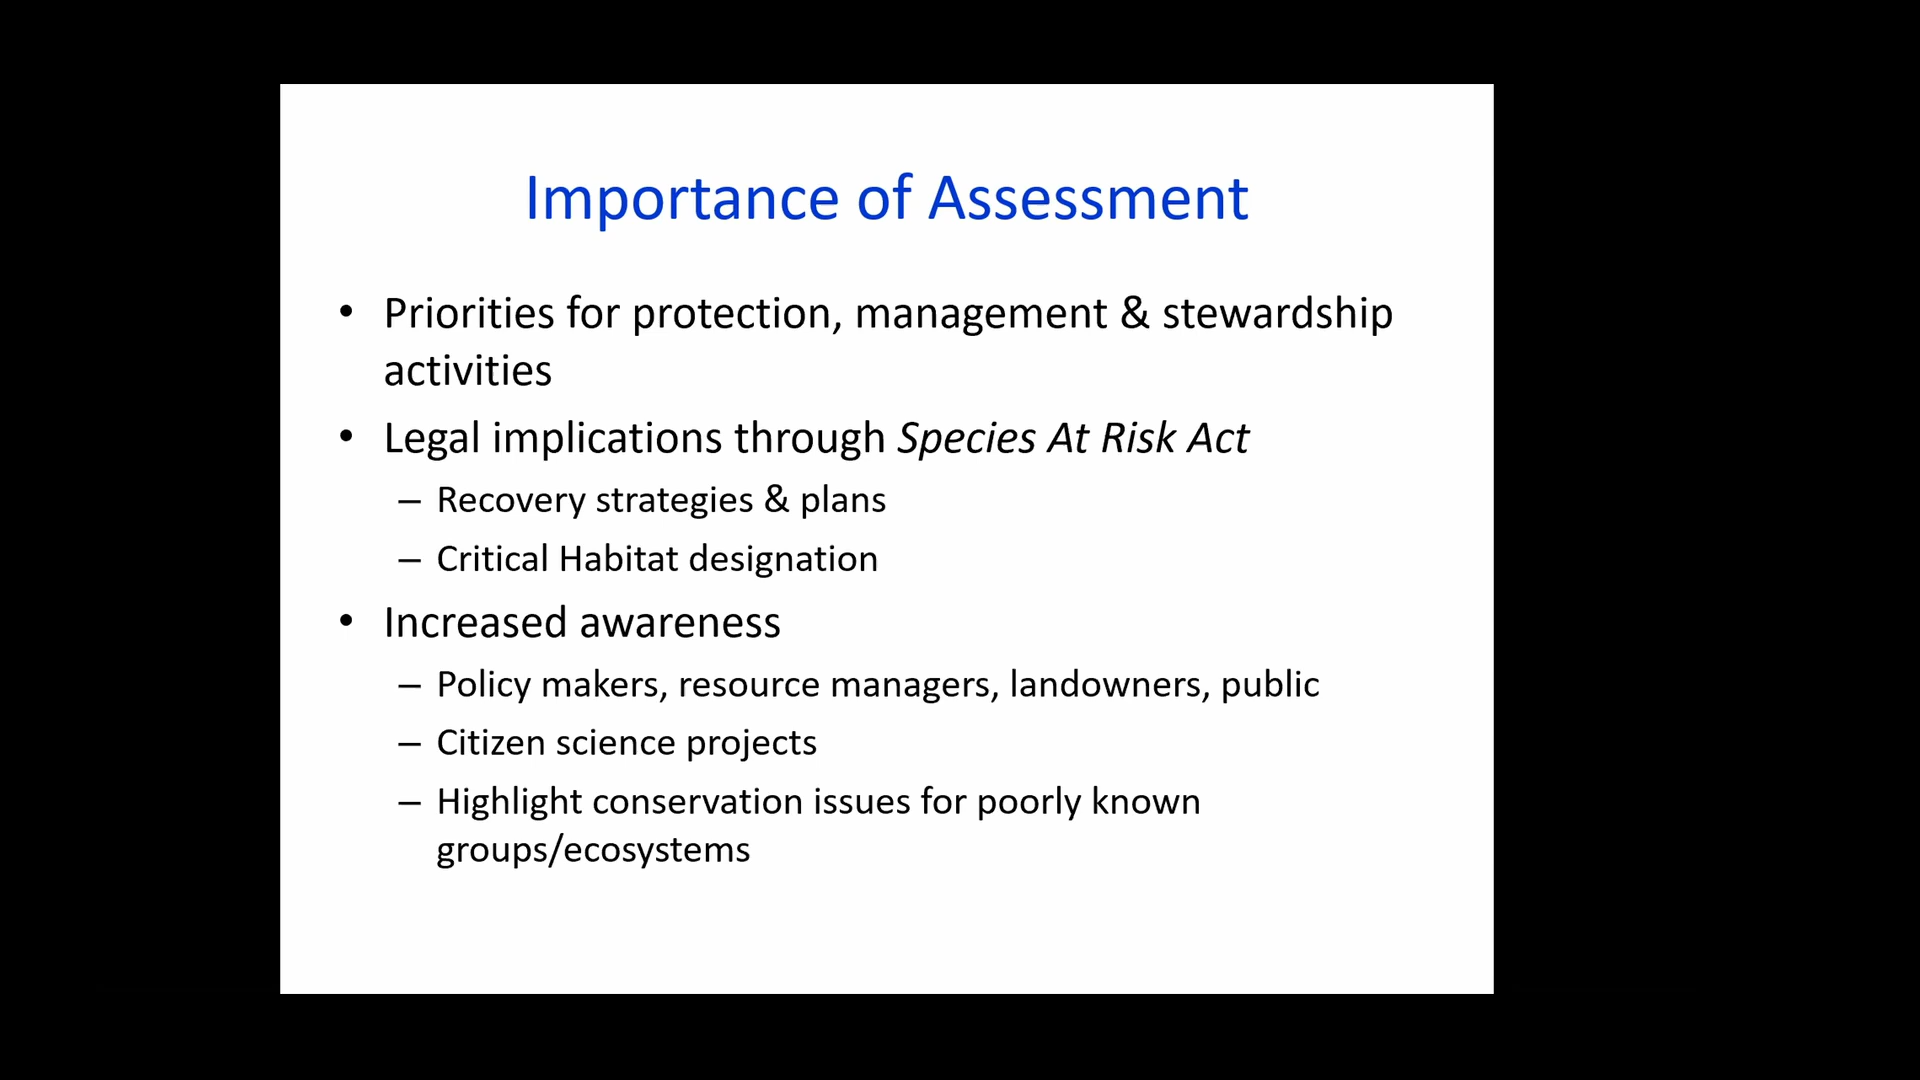 Importance of Assessment
• Priorities for protection, management & stewardship
activities
• Legal implications through Species At Risk Act
– Recovery strategies & plans
– Critical Habitat designation
• Increased awareness
– Policy makers, resource managers, landowners, public
– Citizen science projects
– Highlight conservation issues for poorly known
groups/ecosystems